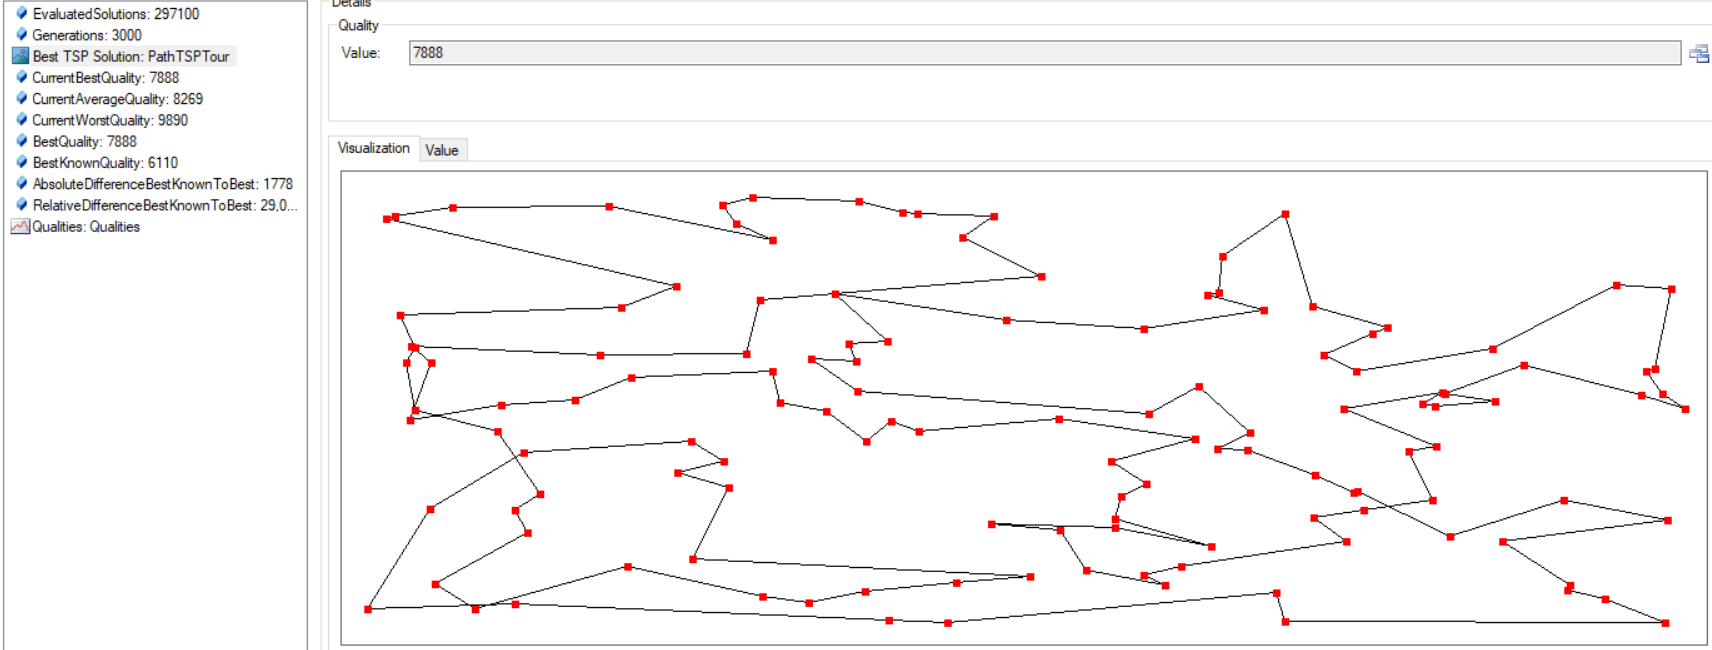 EvaluatedSolutions: 297100
Generations: 3000
Best TSP Solution: PathTSPTour
CurrentBestQuality: 7888
CurrentAverageQuality: 8269
CurrentWorstQuality: 9890
BestQuality: 7888
BestKnownQuality: 6110
AbsoluteDifferenceBestKnownToBest: 1778
RelativeDifferenceBestKnownToBest: 29,0...
Qualities: Qualities
Details
Quality
Value: 7888
Visualization Value